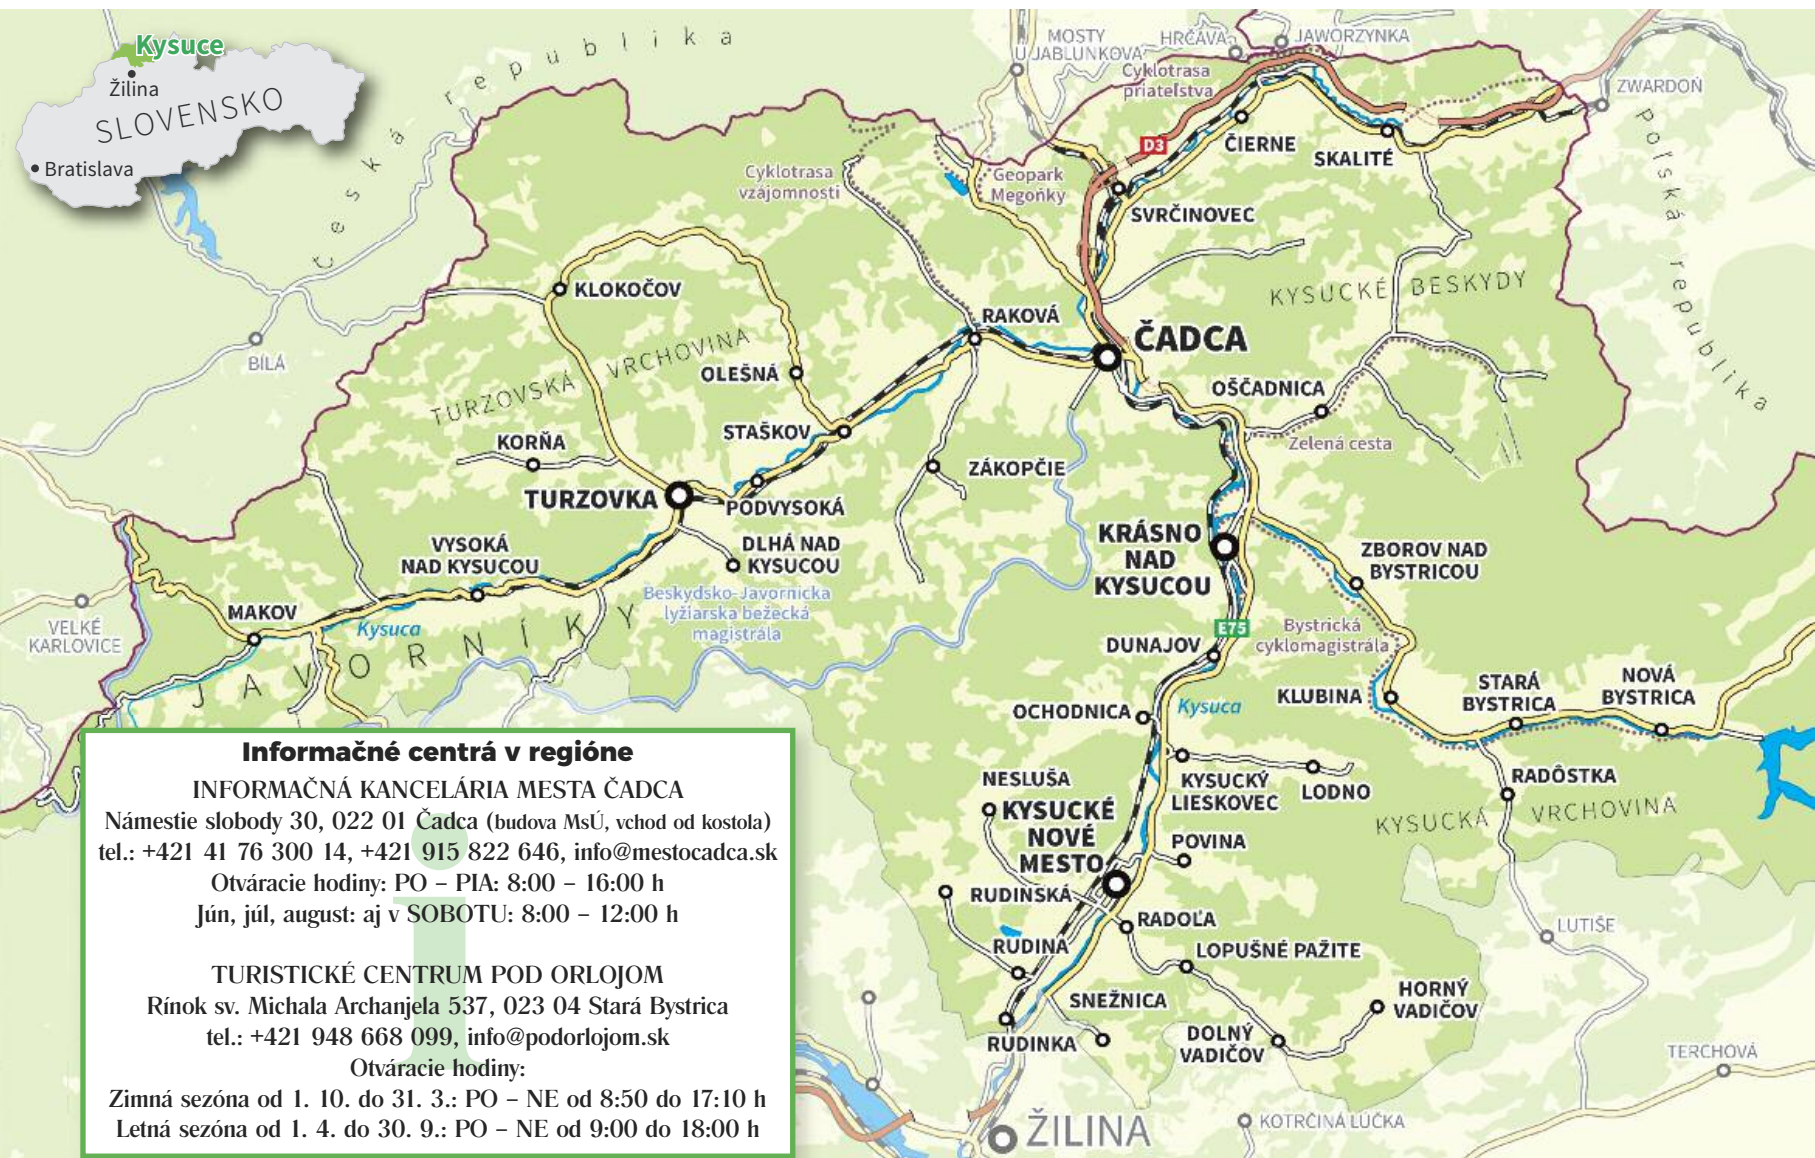 Kysuce
Žilina
SLOVENSKO
Bratislava
Česká republika
Poľská republika
MOSTY
U JABLUNKOVA
HRČAVA
JAWORZYNKA
ZWARDOŃ
Cyklotrasa
priateľstva
D3
ČIERNE
SKALITÉ
Cyklotrasa
vzájomnosti
Geopark
Megoňky
SVRČINOVEC
KLOKOČOV
BÍLÁ
RAKOVÁ
ČADCA
KYSUCKÉ BESKYDY
TURZOVSKÁ VRCHOVINA
OLEŠNÁ
OŠČADNICA
Zelená cesta
KORŇA
STAŠKOV
ZÁKOPČIE
TURZOVKA
PODVYSOKÁ
VYSOKÁ
NAD KYSUCOU
DLHÁ NAD
KYSUCOU
KRÁSNO
NAD
KYSUCOU
ZBOROV NAD
BYSTRICOU
Beskydsko-Javornícka
lyžiarska bežecká
magistrála
MAKOV
Kysuca
VELKÉ
KARLOVICE
JAVORNÍKY
E75
Bystrická
cyklomagistrála
DUNAJOV
KLUBINA
STARÁ
BYSTRICA
NOVÁ
BYSTRICA
OCHODNICA
Kysuca
NESLUŠA
KYSUCKÝ
LIESKOVEC
LODNO
RADÔSTKA
KYSUCKÁ VRCHOVINA
KYSUCKÉ
NOVÉ
MESTO
POVINA
RUDINSKÁ
RADOĽA
LUTIŠE
RUDINA
LOPUŠNÉ PAŽITE
SNEŽNICA
HORNÝ
VADIČOV
RUDINKA
DOLNÝ
VADIČOV
TERCHOVÁ
ŽILINA
KOTRČINÁ LÚČKA
Informačné centrá v regióne
INFORMAČNÁ KANCELÁRIA MESTA ČADCA
Námestie slobody 30, 022 01 Čadca (budova MsÚ, vchod od kostola)
tel.: +421 41 76 300 14, +421 915 822 646, info@mestocadca.sk
Otváracie hodiny: PO – PIA: 8:00 – 16:00 h
Jún, júl, august: aj v SOBOTU: 8:00 – 12:00 h
TURISTICKÉ CENTRUM POD ORLOJOM
Rínok sv. Michala Archanjela 537, 023 04 Stará Bystrica
tel.: +421 948 668 099, info@podorlojom.sk
Otváracie hodiny:
Zimná sezóna od 1. 10. do 31. 3.: PO – NE od 8:50 do 17:10 h
Letná sezóna od 1. 4. do 30. 9.: PO – NE od 9:00 do 18:00 h